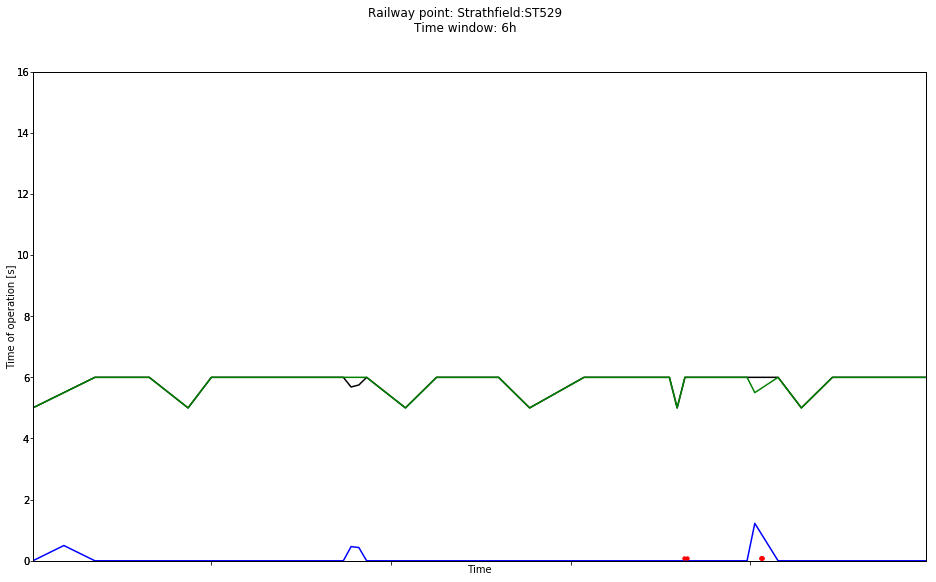 Railway point: Strathfield:ST529
Time window: 6h
16
14
12
10
8
6
4
2
0
Time of operation [s]
Time